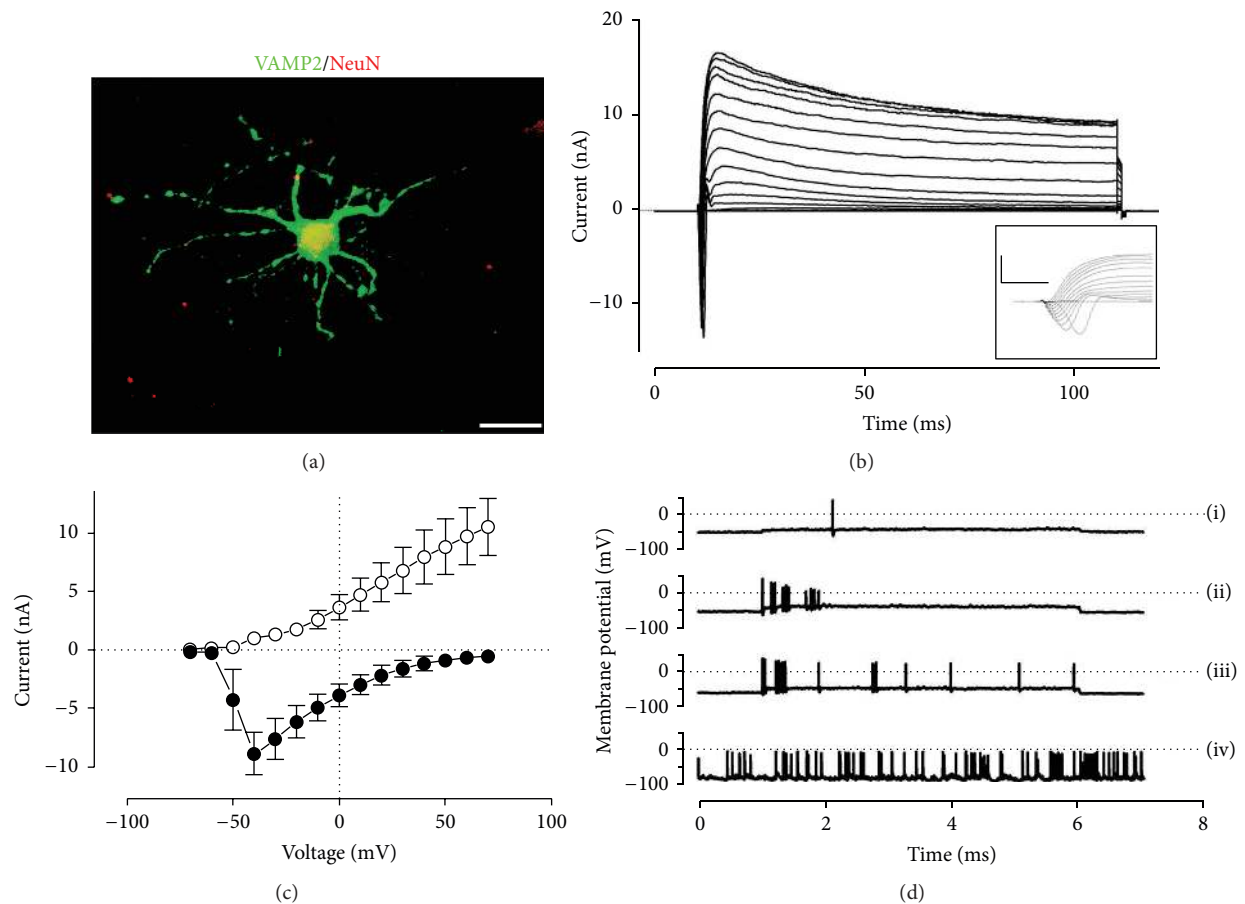 VAMP2/NeuN
(a)
20
10
0
−10
Current (nA)
0
50
100
Time (ms)
(b)
10
5
0
−5
−10
Current (nA)
−100
−50
0
50
100
Voltage (mV)
(c)
Membrane potential (mV)
0
−100
(i)
0
−100
(ii)
0
−100
(iii)
0
−100
(iv)
0
2
4
6
8
Time (ms)
(d)